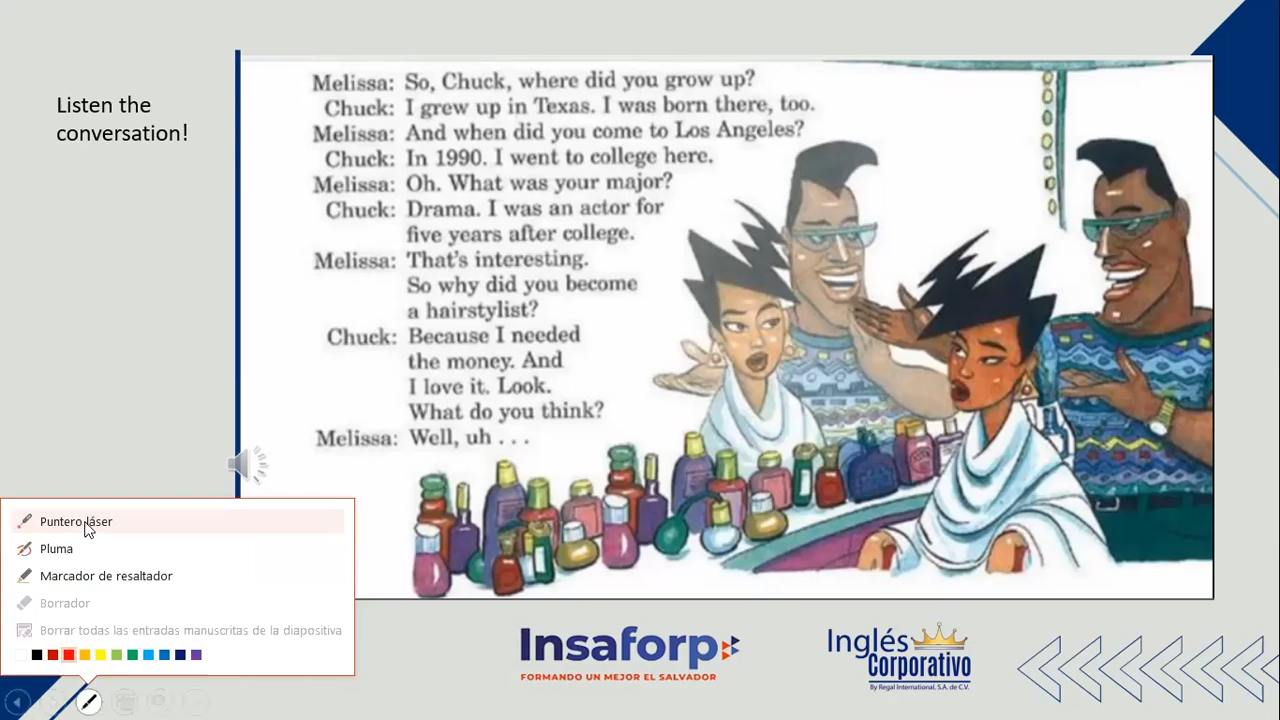 Listen the
conversation!
Melissa: So, Chuck, where did you grow up?
Chuck: I grew up in Texas. I was born there, too.
Melissa: And when did you come to Los Angeles?
Chuck: In 1990. I went to college here.
Melissa: Oh. What was your major?
Chuck: Drama. I was an actor for
five years after college.
Melissa: That's interesting.
So why did you become
a hairstylist?
Chuck: Because I needed
the money. And
I love it. Look.
What do you think?
Melissa: Well, uh . . .
Puntero láser
Pluma
Marcador de resaltador
Borrador
Borrar todas las entradas manuscritas de la diapositiva
Insaforp
FORMANDO UN MEJOR EL SALVADOR
Inglés
Corporativo
By Regal International, S.A. de C.V.